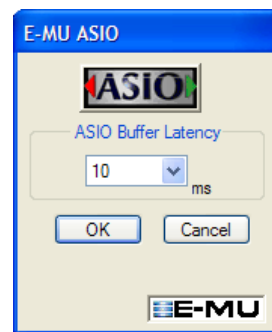 E-MU ASIO
ASIO
ASIO Buffer Latency
10
ms
OK
Cancel
E-MU